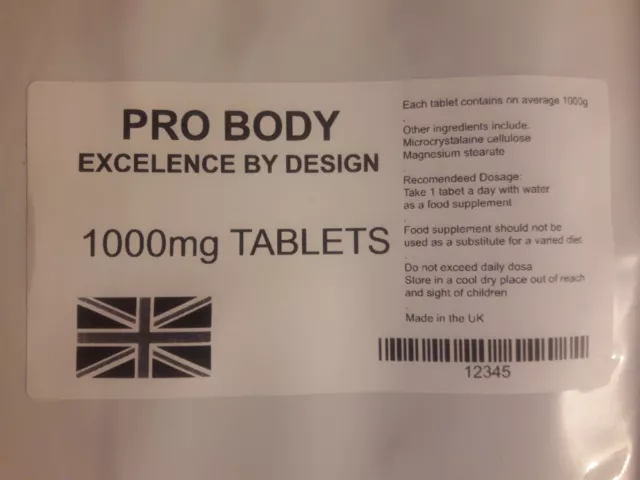 PRO BODY
EXCELENCE BY DESIGN
1000mg TABLETS
Each tablet contains on average 1000g
Other ingredients include:
Microcrystalaine cellulose
Magnesium stearate
Recomendeed Dosage:
Take 1 tabet a day with water
as a food supplement
Food supplement should not be
used as a substitute for a varied diet
Do not exceed daily dosa
Store in a cool dry place out of reach
and sight of children
Made in the UK
12345